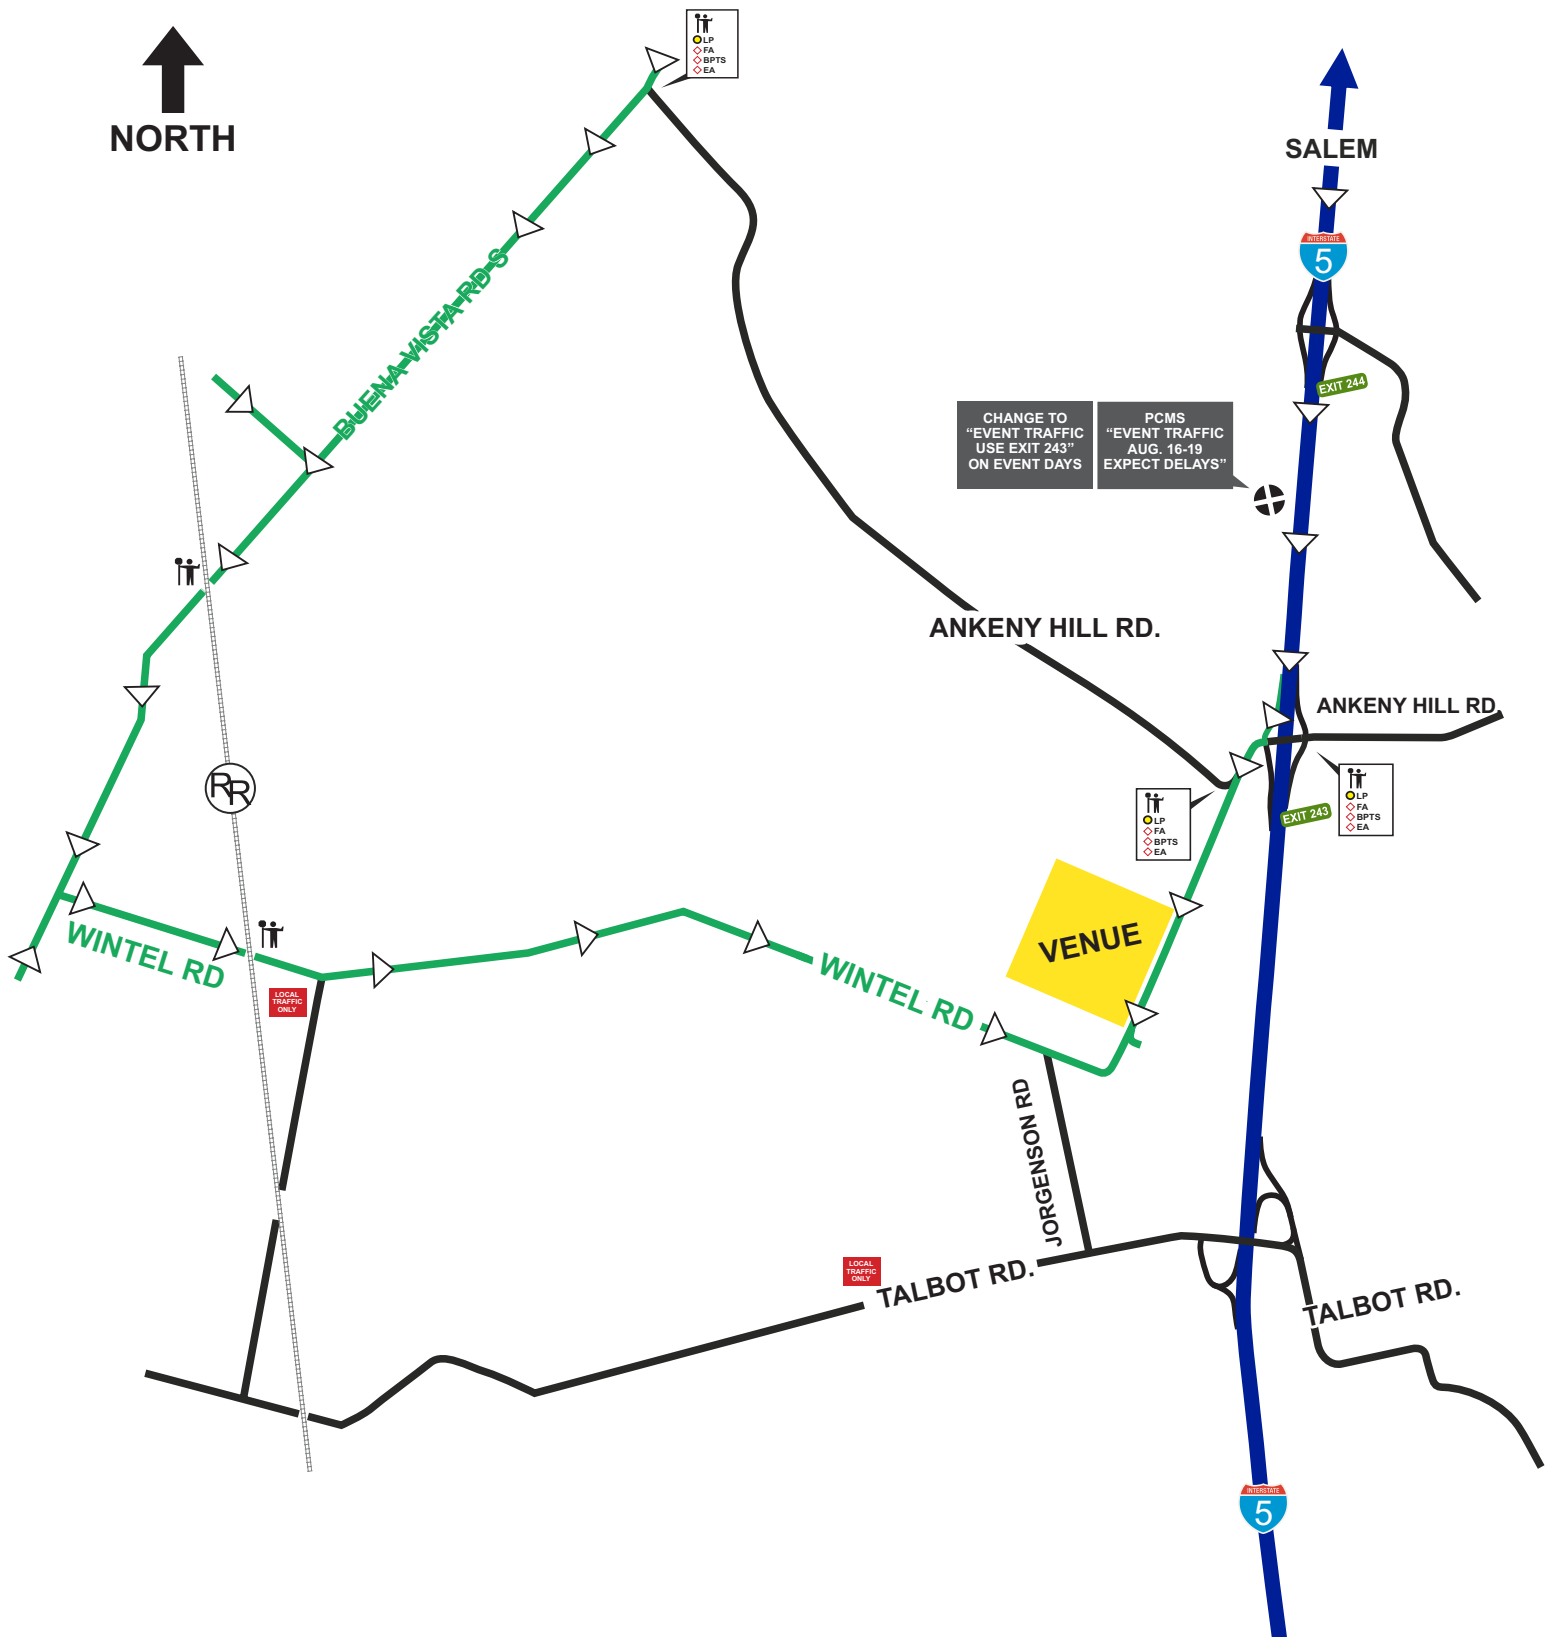 NORTH
LP
FA
BPTS
EA
SALEM
INTERSTATE
5
BUENA VISTA RD S
EXIT 244
CHANGE TO
“EVENT TRAFFIC
USE EXIT 243”
ON EVENT DAYS
PCMS
“EVENT TRAFFIC
AUG. 16-19
EXPECT DELAYS”
ANKENY HILL RD.
ANKENY HILL RD.
RR
LP
FA
BPTS
EA
EXIT 243
LP
FA
BPTS
EA
VENUE
WINTEL RD
WINTEL RD
LOCAL
TRAFFIC
ONLY
JORGENSON RD
LOCAL
TRAFFIC
ONLY
TALBOT RD.
TALBOT RD.
INTERSTATE
5